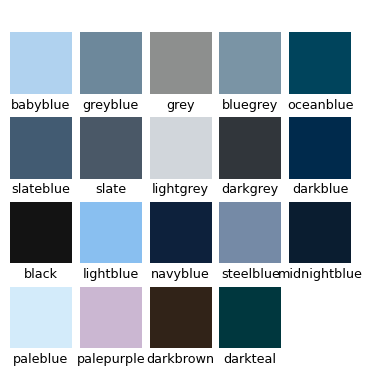 babyblue greyblue grey bluegrey oceanblue
slateblue slate lightgrey darkgrey darkblue
black lightblue navyblue steelblue midnightblue
paleblue palepurple darkbrown darkteal